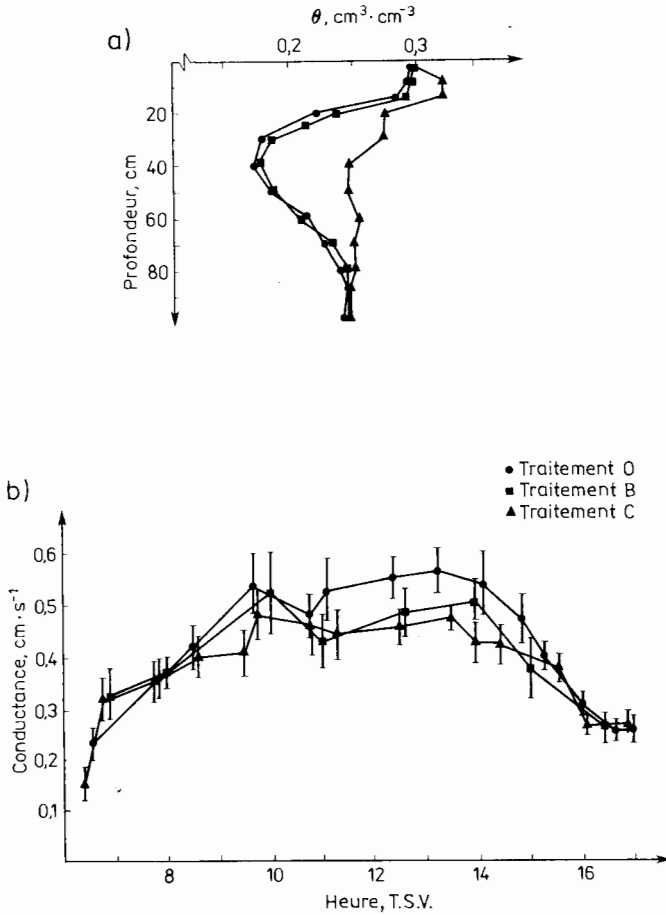 θ, cm³·cm⁻³
a)
0,2 0,3
20
40
60
80
Profondeur, cm
b)
Traitement O
Traitement B
Traitement C
0,6
0,5
0,4
0,3
0,2
0,1
Conductance, cm·s⁻¹
8 10 12 14 16
Heure, T.S.V.